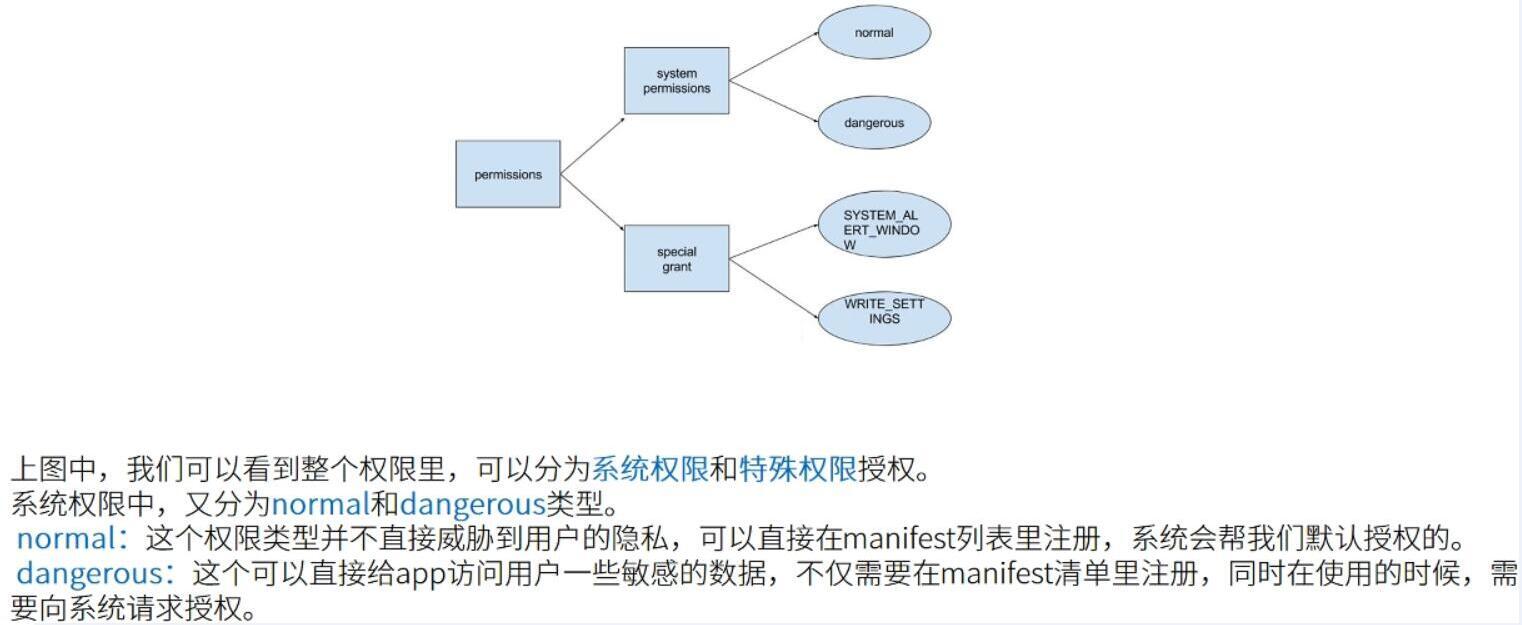 normal
system
permissions
dangerous
permissions
SYSTEM_AL
ERT_WINDO
W
special
grant
WRITE_SETT
INGS
上图中，我们可以看到整个权限里，可以分为系统权限和特殊权限授权。
系统权限中，又分为normal和dangerous类型。
normal：这个权限类型并不直接威胁到用户的隐私，可以直接在manifest列表里注册，系统会帮我们默认授权的。
dangerous：这个可以直接给app访问用户一些敏感的数据，不仅需要在manifest清单里注册，同时在使用的时候，需
要向系统请求授权。